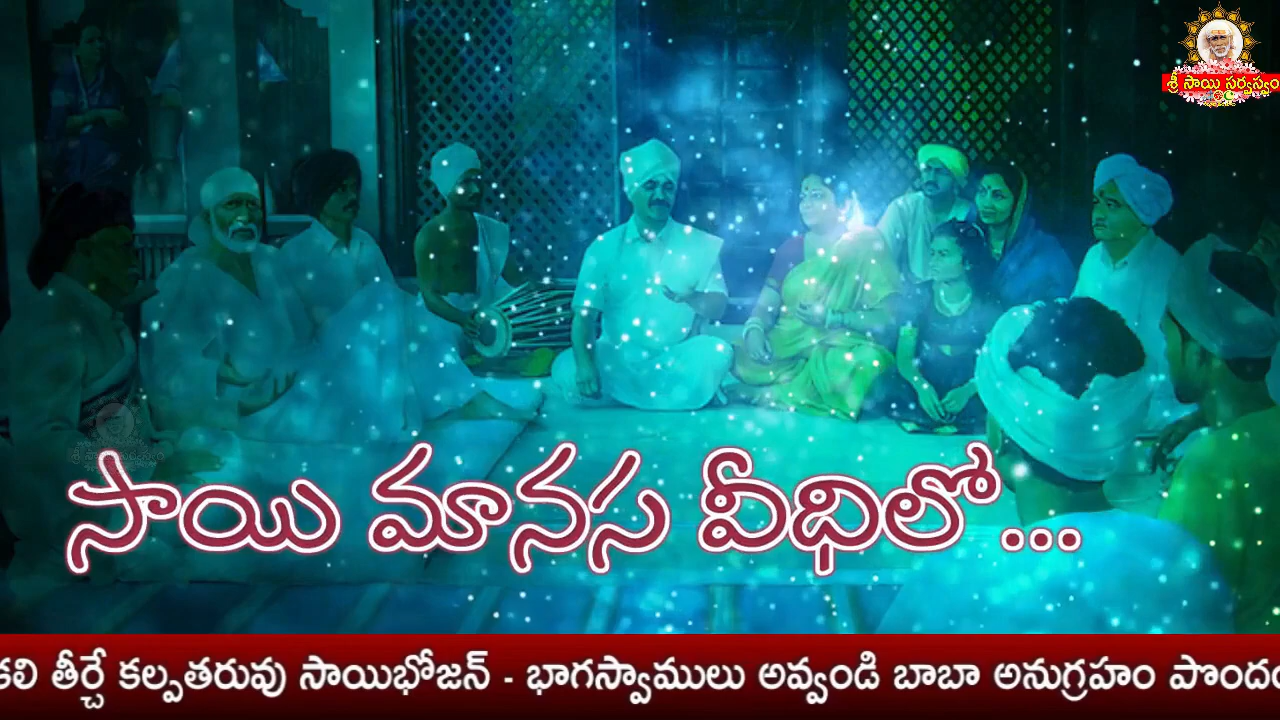 శ్రీ సాయి సర్వస్వం
సాయి మానస వీధిలో...
కలి తీర్చే కల్పతరువు సాయిభోజన్ - భాగస్వాములు అవ్వండి బాబా అనుగ్రహం